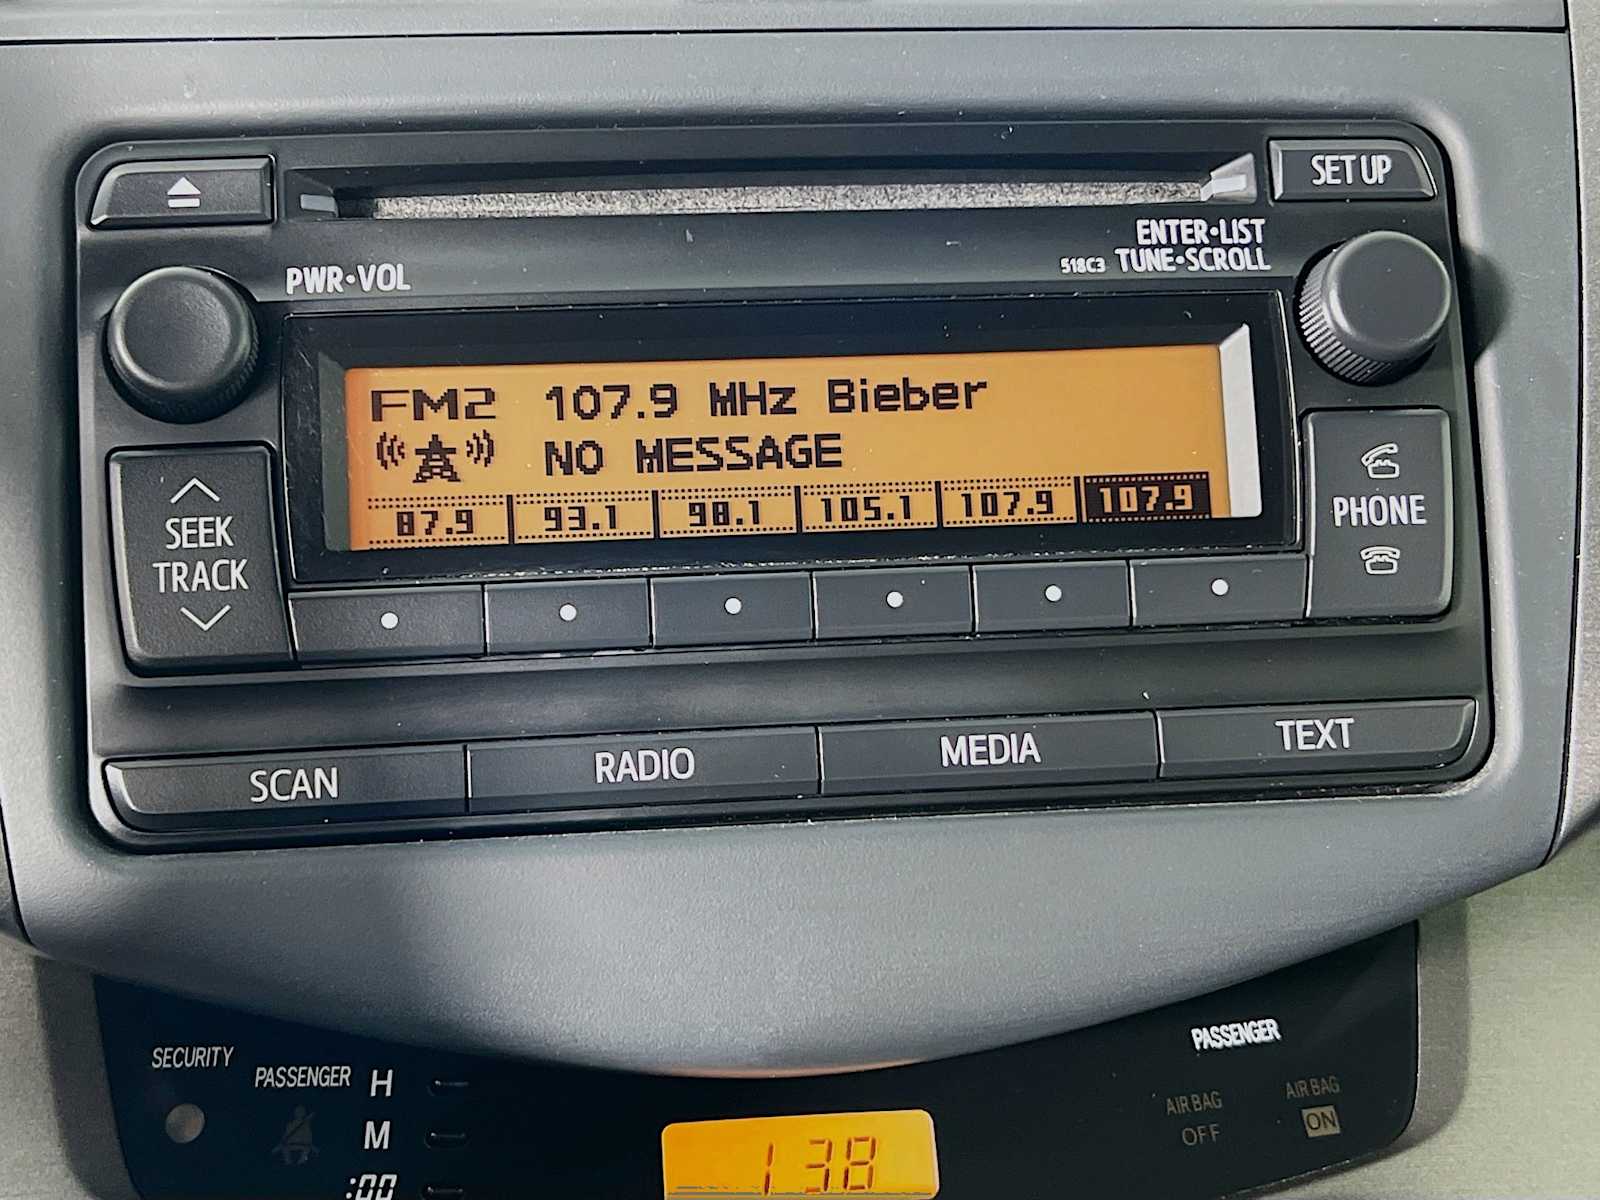 SET UP
ENTER•LIST
518C3 TUNE•SCROLL
PWR•VOL
FM2 107.9 MHz Bieber
NO MESSAGE
87.9 93.1 98.1 105.1 107.9 107.9
SEEK
TRACK
PHONE
SCAN RADIO MEDIA TEXT
SECURITY
PASSENGER
H
M
:00
1 38
PASSENGER
AIR BAG
OFF
AIR BAG
ON